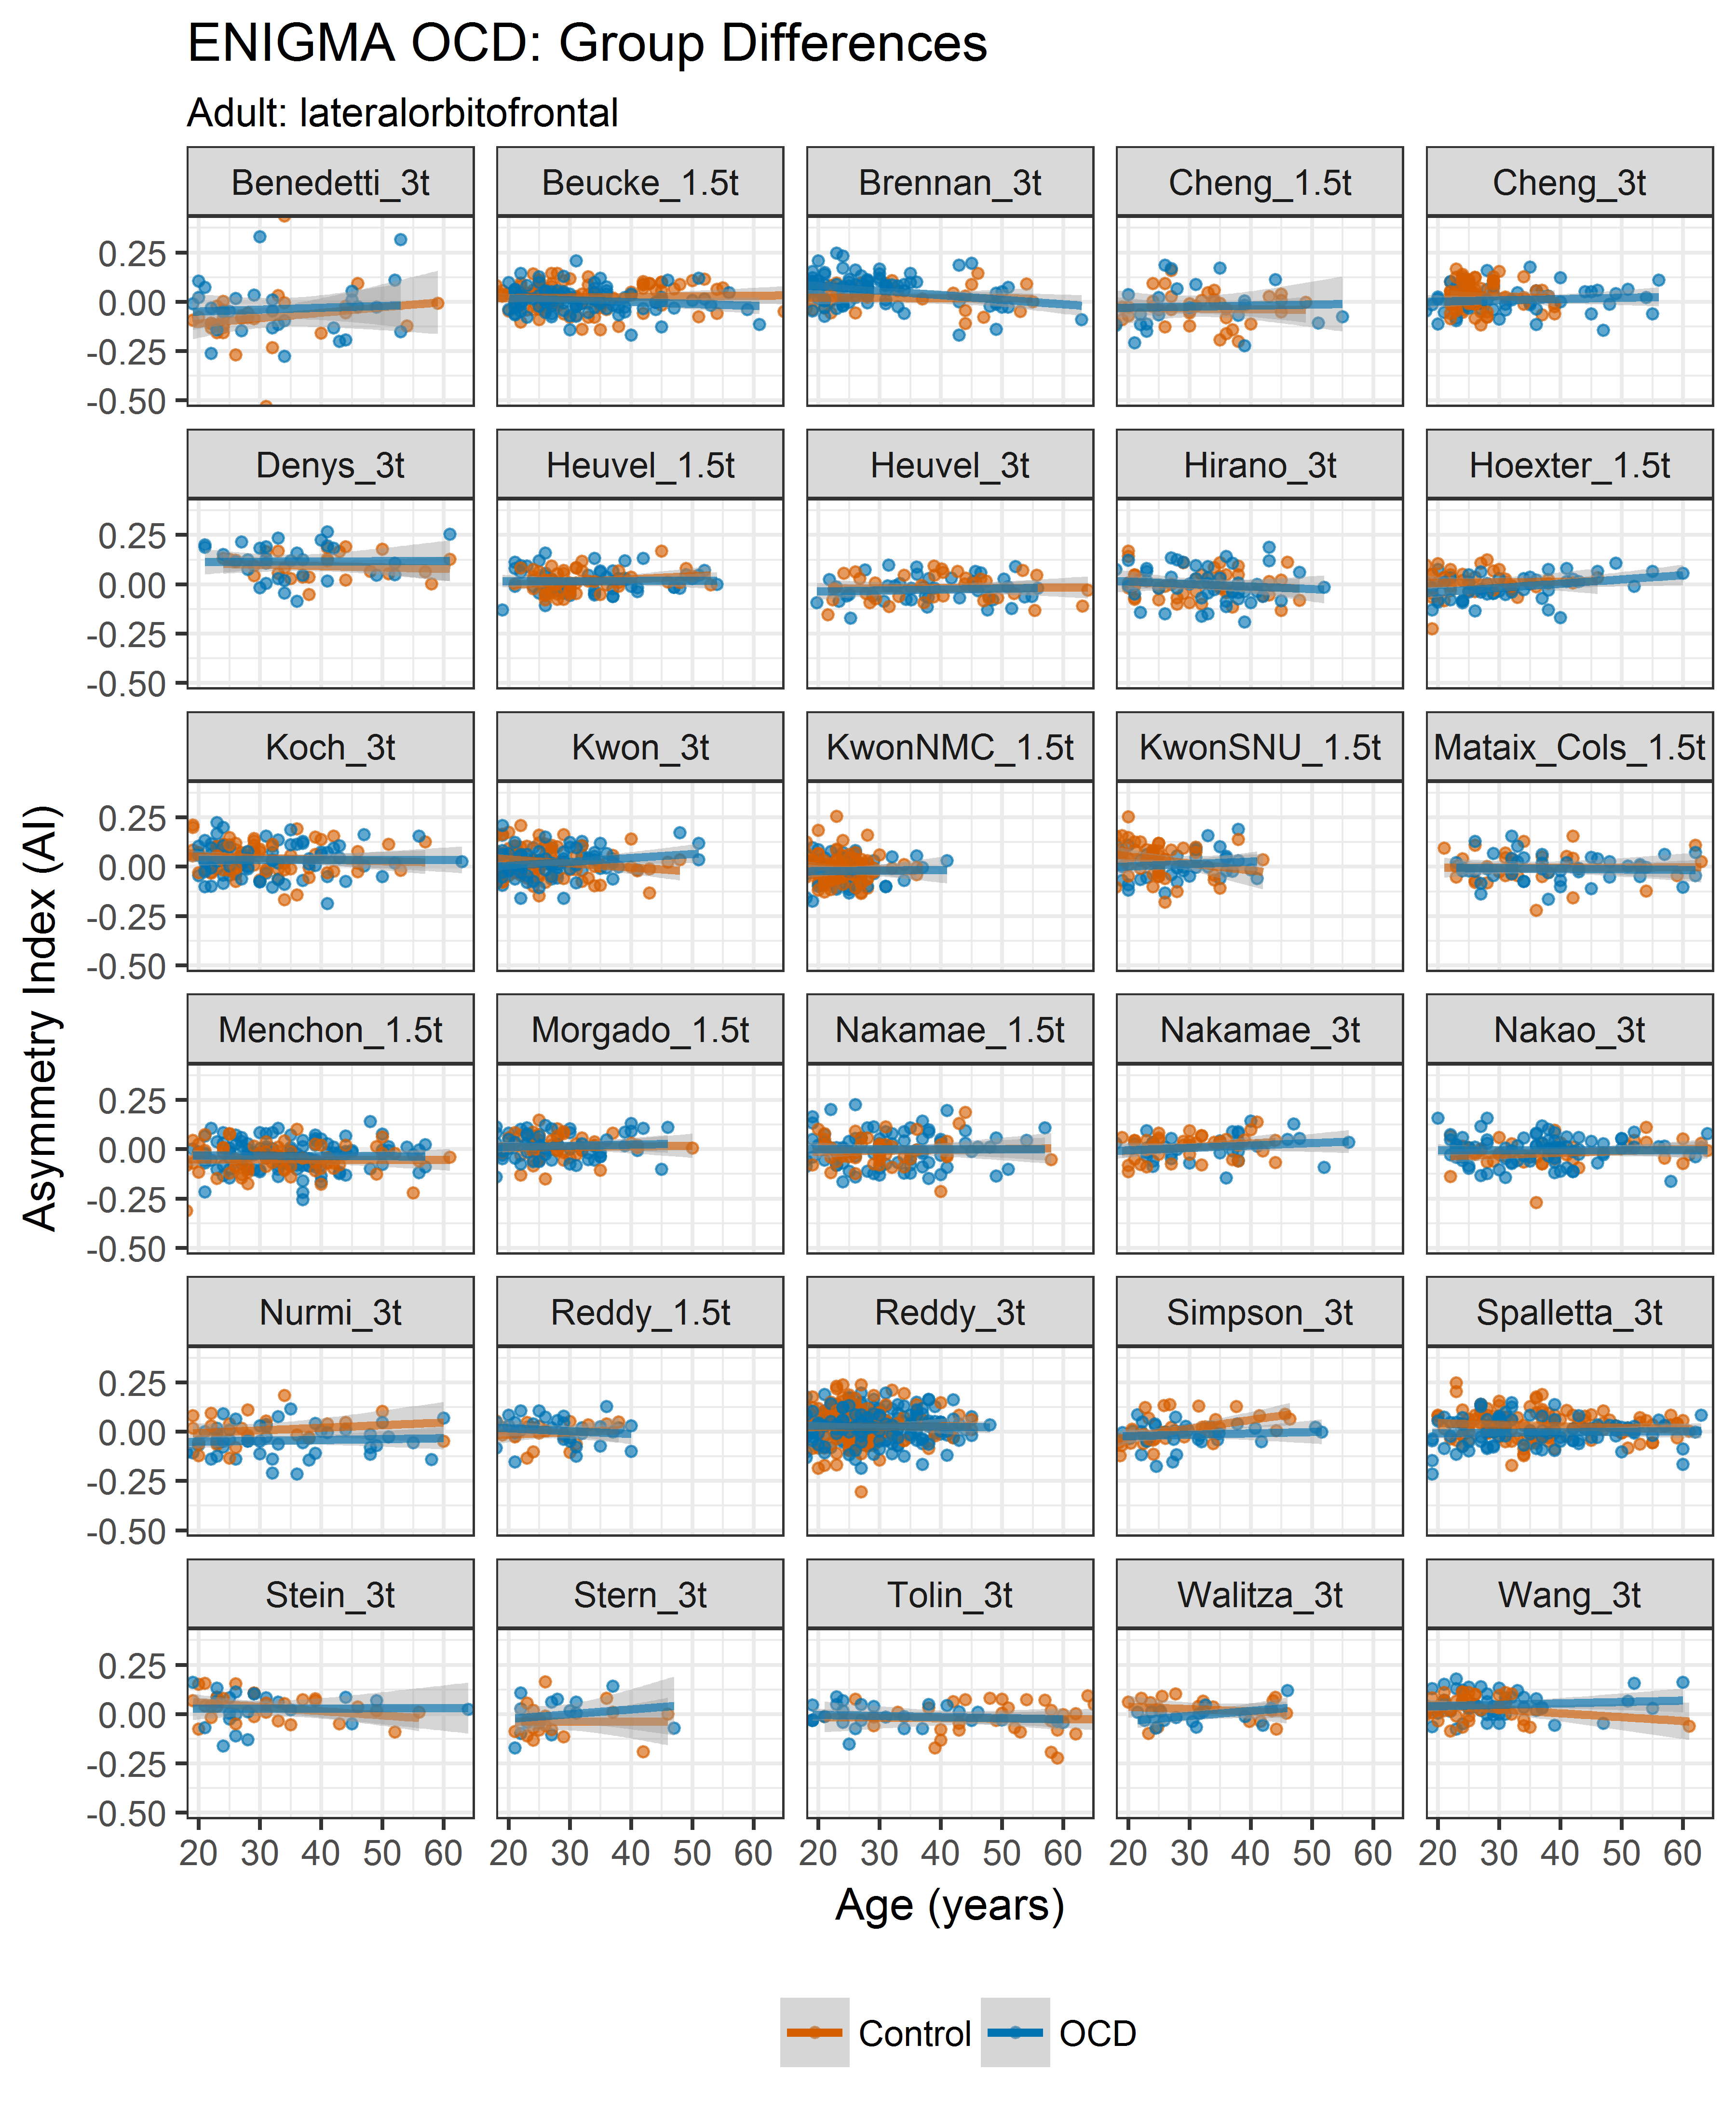 ENIGMA OCD: Group Differences
Adult: lateralorbitofrontal
Benedetti_3t Beucke_1.5t Brennan_3t Cheng_1.5t Cheng_3t
0.25
0.00
-0.25
-0.50
Denys_3t Heuvel_1.5t Heuvel_3t Hirano_3t Hoexter_1.5t
0.25
0.00
-0.25
-0.50
Koch_3t Kwon_3t KwonNMC_1.5t KwonSNU_1.5t Mataix_Cols_1.5t
0.25
0.00
-0.25
-0.50
Menchon_1.5t Morgado_1.5t Nakamae_1.5t Nakamae_3t Nakao_3t
0.25
0.00
-0.25
-0.50
Nurmi_3t Reddy_1.5t Reddy_3t Simpson_3t Spalletta_3t
0.25
0.00
-0.25
-0.50
Stein_3t Stern_3t Tolin_3t Walitza_3t Wang_3t
0.25
0.00
-0.25
-0.50
20 30 40 50 60 20 30 40 50 60 20 30 40 50 60 20 30 40 50 60 20 30 40 50 60
Asymmetry Index (AI)
Age (years)
Control OCD